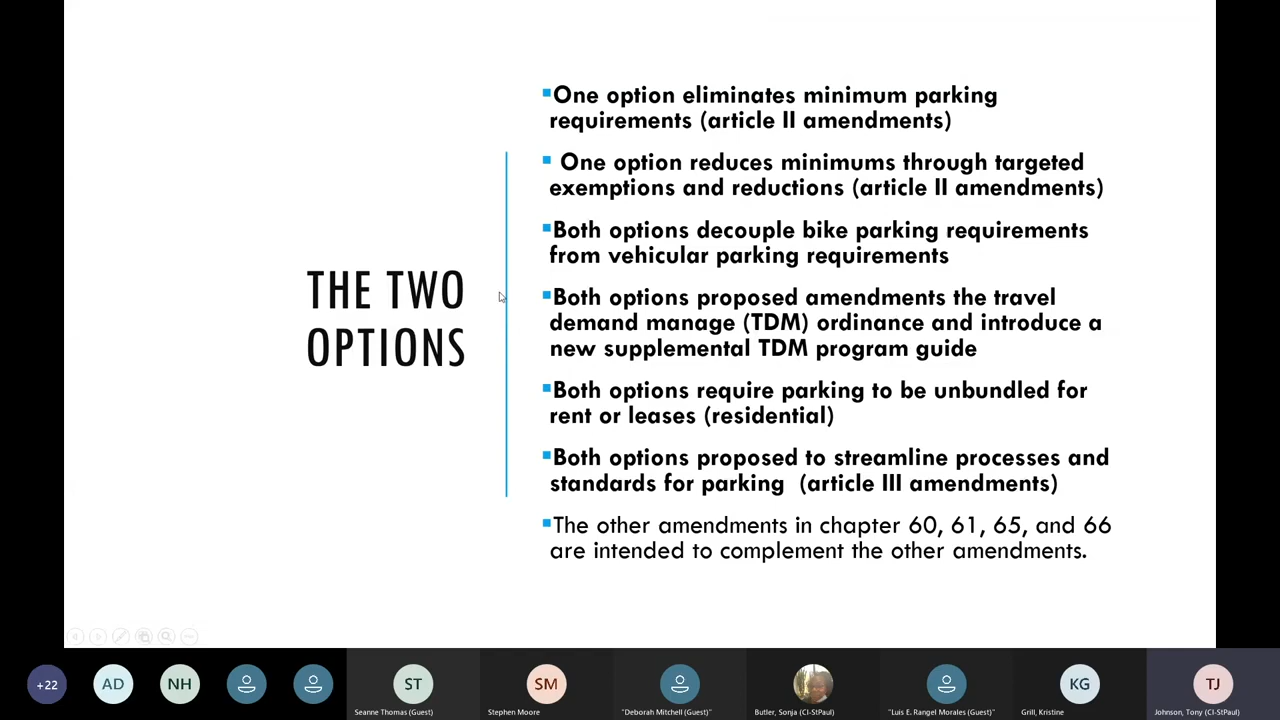 THE TWO
OPTIONS
One option eliminates minimum parking
requirements (article II amendments)
One option reduces minimums through targeted
exemptions and reductions (article II amendments)
Both options decouple bike parking requirements
from vehicular parking requirements
Both options proposed amendments the travel
demand manage (TDM) ordinance and introduce a
new supplemental TDM program guide
Both options require parking to be unbundled for
rent or leases (residential)
Both options proposed to streamline processes and
standards for parking  (article III amendments)
The other amendments in chapter 60, 61, 65, and 66
are intended to complement the other amendments.
+22
AD
NH
ST
SM
KG
TJ
Seanne Thomas (Guest)
Stephen Moore
"Deborah Mitchell (Guest)"
Butler, Sonja (CI-StPaul)
"Luis E. Rangel Morales (Guest)"
Grill, Kristine
Johnson, Tony (CI-StPaul)